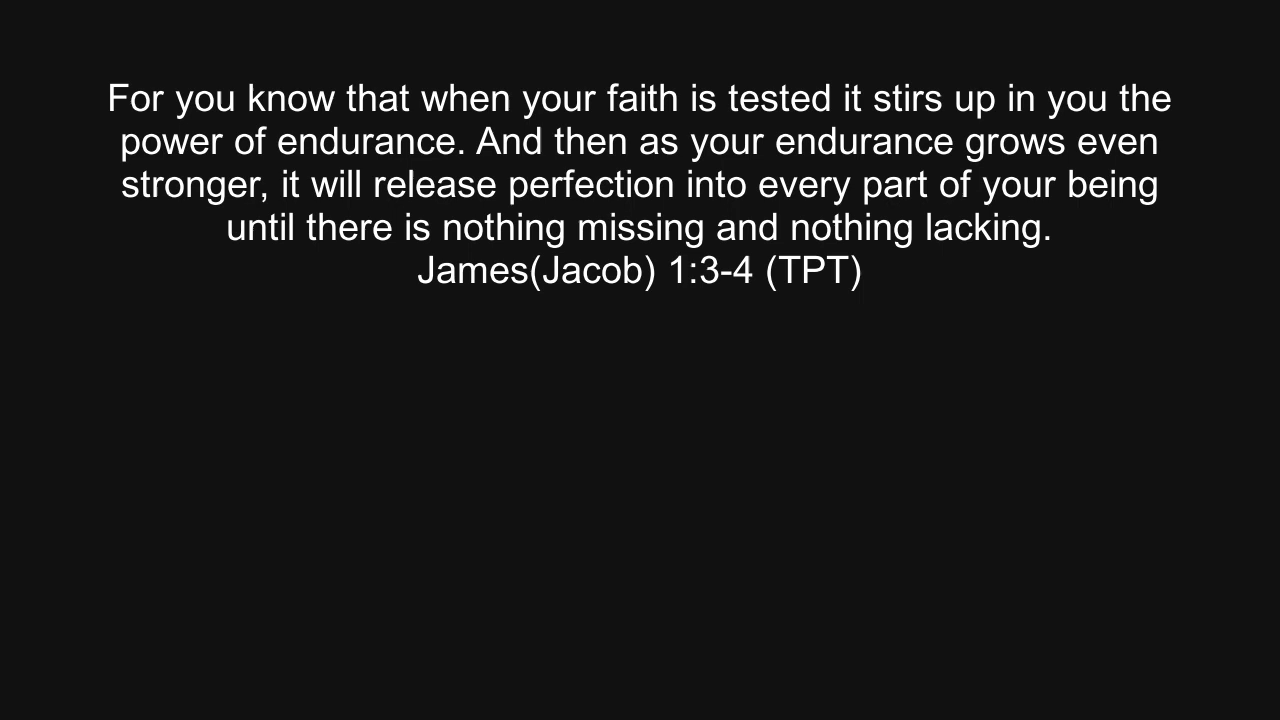 For you know that when your faith is tested it stirs up in you the
power of endurance. And then as your endurance grows even
stronger, it will release perfection into every part of your being
until there is nothing missing and nothing lacking.
James(Jacob) 1:3-4 (TPT)